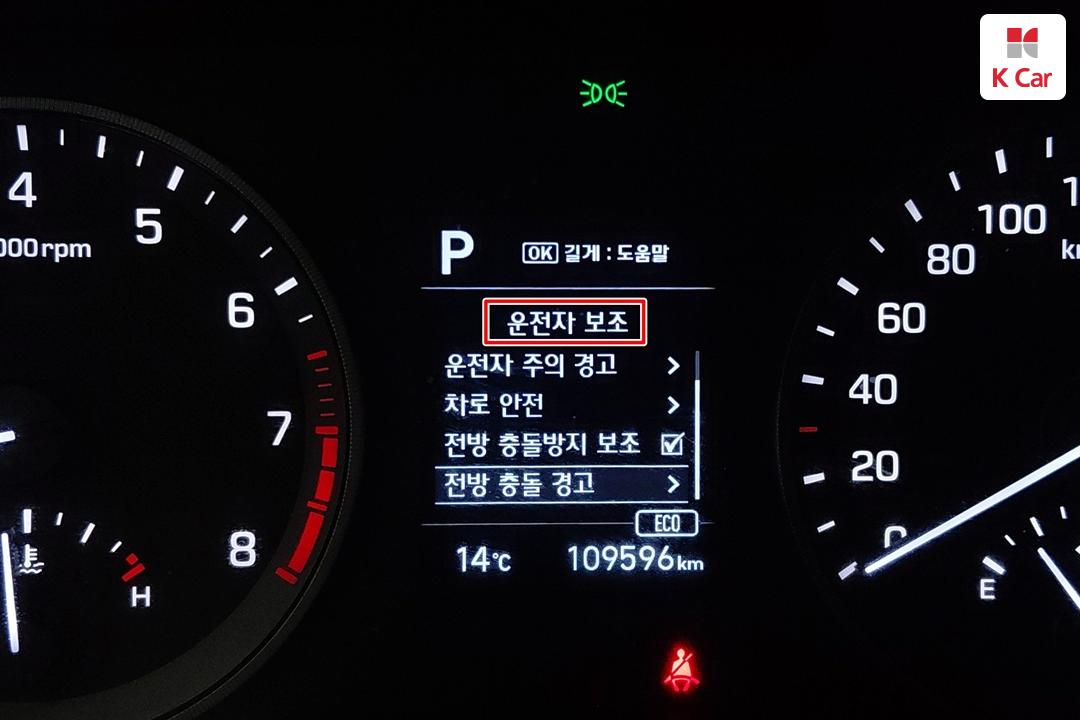 K Car
4
5
6
7
8
000rpm
H
P
OK 길게 : 도움말
운전자 보조
운전자 주의 경고 >
차로 안전 >
전방 충돌방지 보조
전방 충돌 경고 >
ECO
14°C 109596km
100
80
60
40
20
0
E